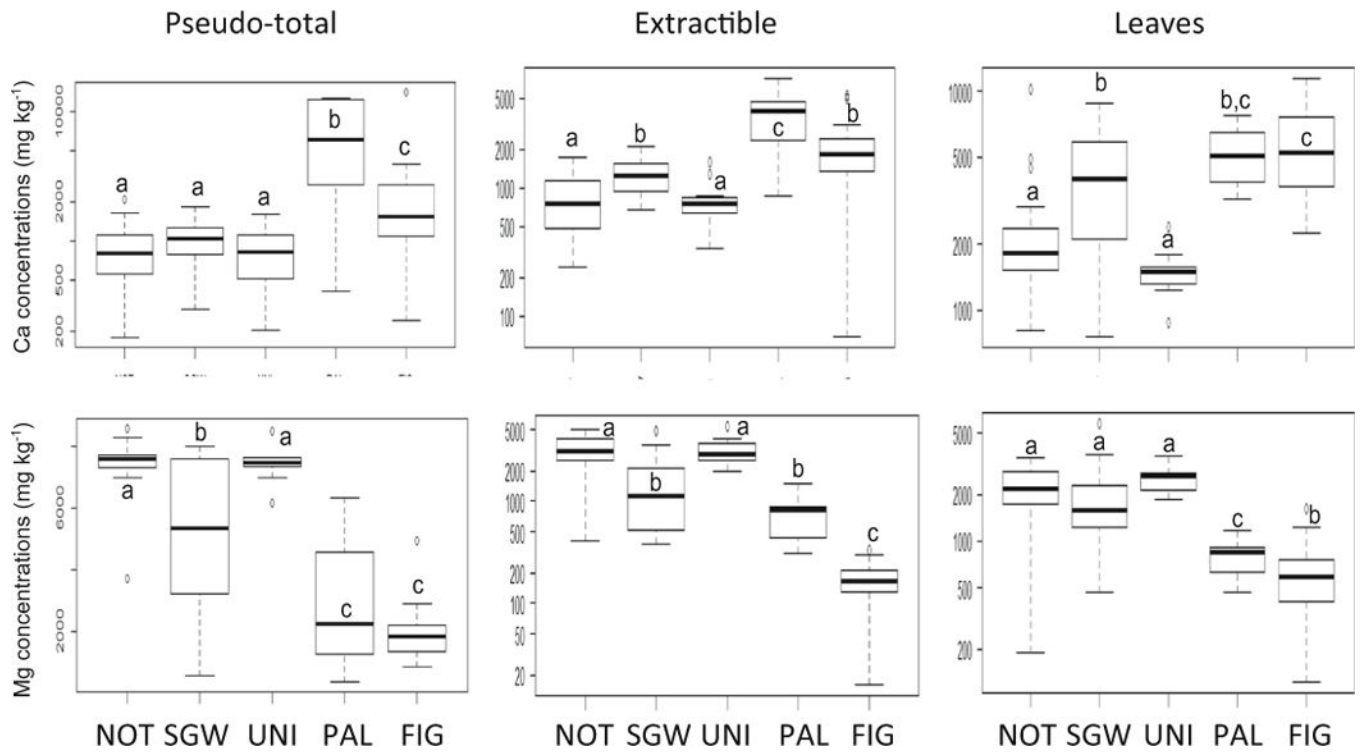 Pseudo-total Extractible Leaves
Ca concentrations (mg kg-1)
10000
2000
500
200
a a a b c
5000
2000
1000
500
200
100
a b a c b
10000
5000
2000
1000
a b a b,c c
Mg concentrations (mg kg-1)
2000
a b a c c
5000
2000
1000
500
200
100
50
20
a b a b c
5000
2000
1000
500
200
a a a c b
NOT SGW UNI PAL FIG NOT SGW UNI PAL FIG NOT SGW UNI PAL FIG